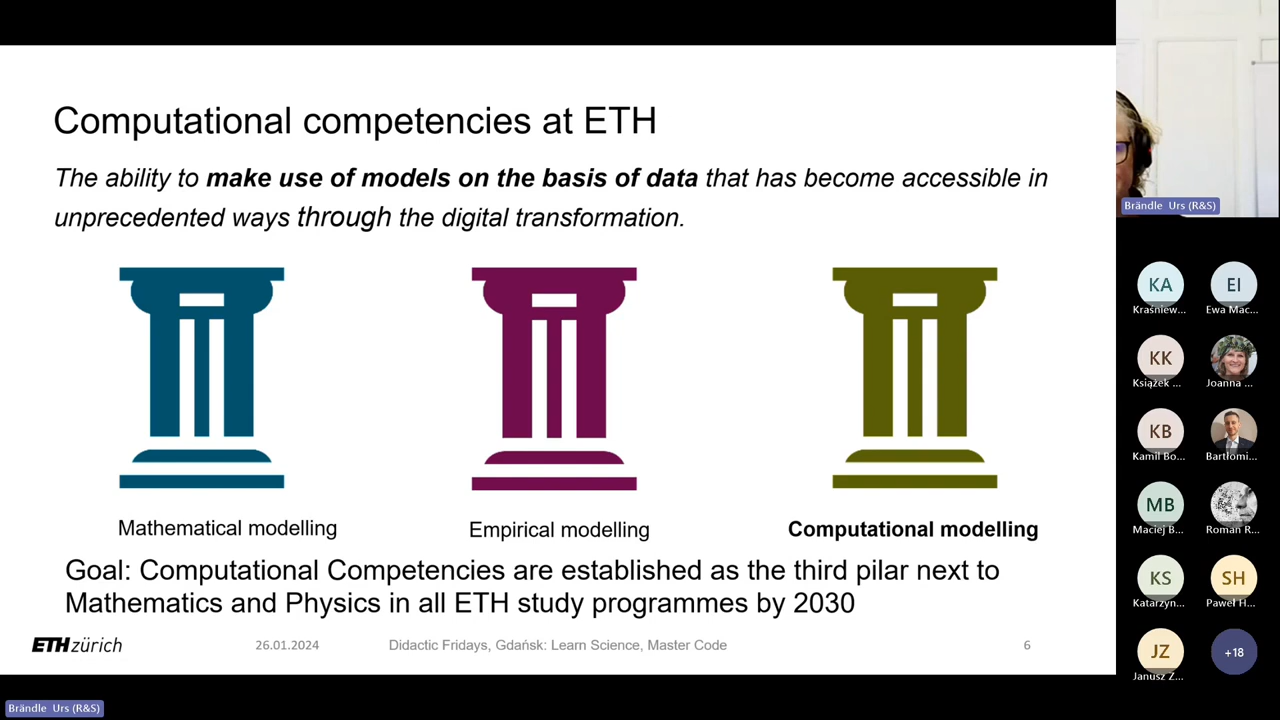 Computational competencies at ETH
The ability to make use of models on the basis of data that has become accessible in
unprecedented ways through the digital transformation.
Mathematical modelling
Empirical modelling
Computational modelling
Goal: Computational Competencies are established as the third pilar next to
Mathematics and Physics in all ETH study programmes by 2030
ETH zürich
26.01.2024
Didactic Fridays, Gdańsk: Learn Science, Master Code
6
Brändle Urs (R&S)
KA
EI
Kraśniew...
Ewa Mac...
KK
Książek ...
Joanna ...
KB
Kamil Bo...
Bartłomi...
MB
Maciej B...
Roman R...
KS
SH
Katarzyn...
Paweł H...
JZ
+18
Janusz Z...
Brändle Urs (R&S)